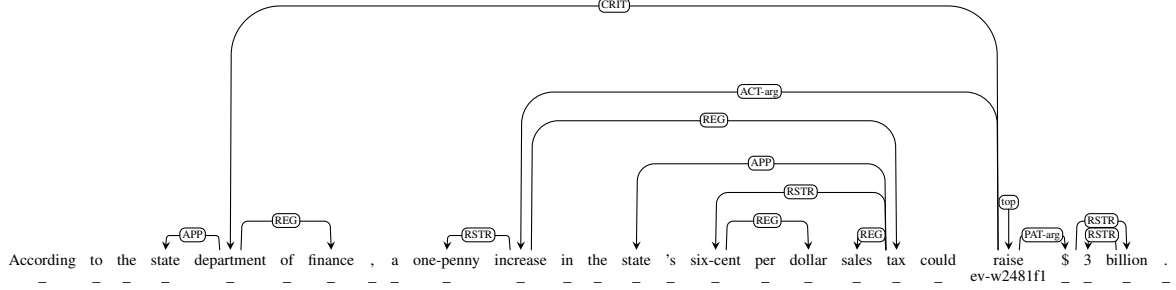 CRIT
ACT-arg
REG
APP
RSTR
top
APP REG RSTR REG REG PAT-arg RSTR
RSTR
According to the state department of finance , a one-penny increase in the state 's six-cent per dollar sales tax could raise $ 3 billion .
_ _ _ _ _ _ _ _ _ _ _ _ _ _ _ _ _ _ _ _ _ ev-w2481f1 _ _ _ _